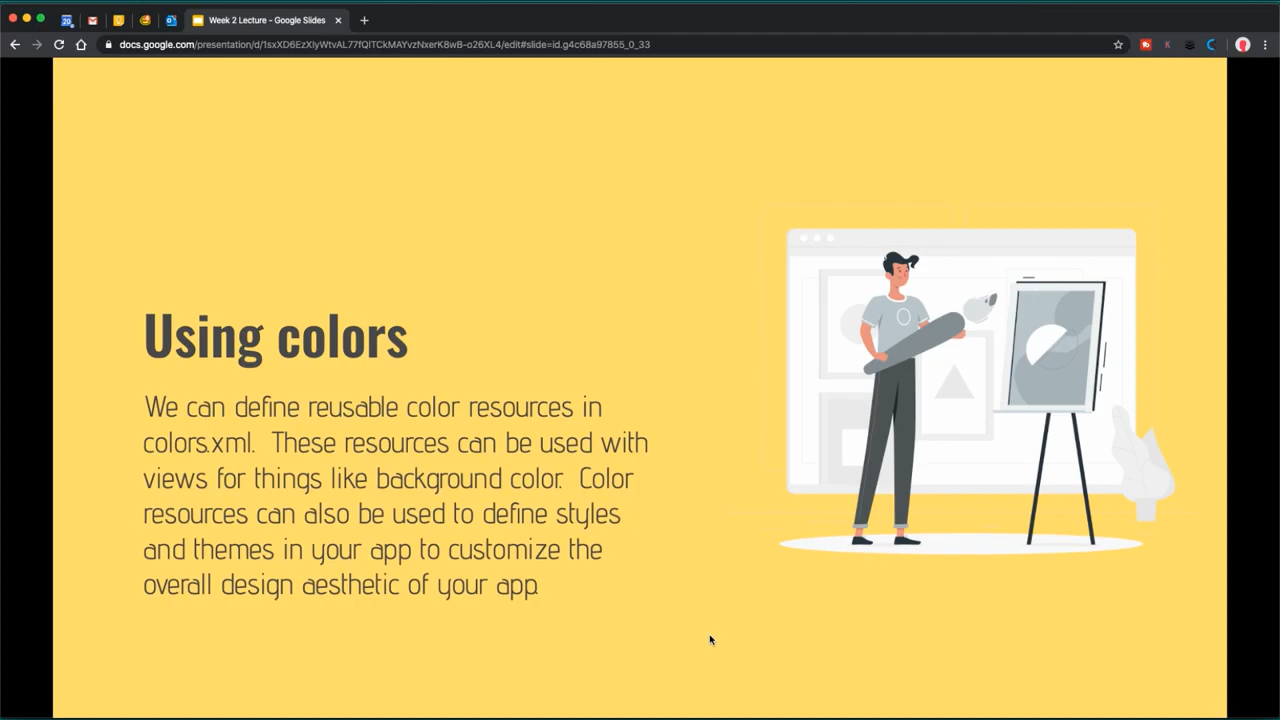 20
Week 2 Lecture - Google Slides
docs.google.com/presentation/d/1sxXD6EzXIyWtvAL77fQlTCkMAYvzNxerK8wB-o26XL4/edit#slide=id.g4c68a97855_0_33
Using colors
We can define reusable color resources in
colors.xml. These resources can be used with
views for things like background color. Color
resources can also be used to define styles
and themes in your app to customize the
overall design aesthetic of your app.